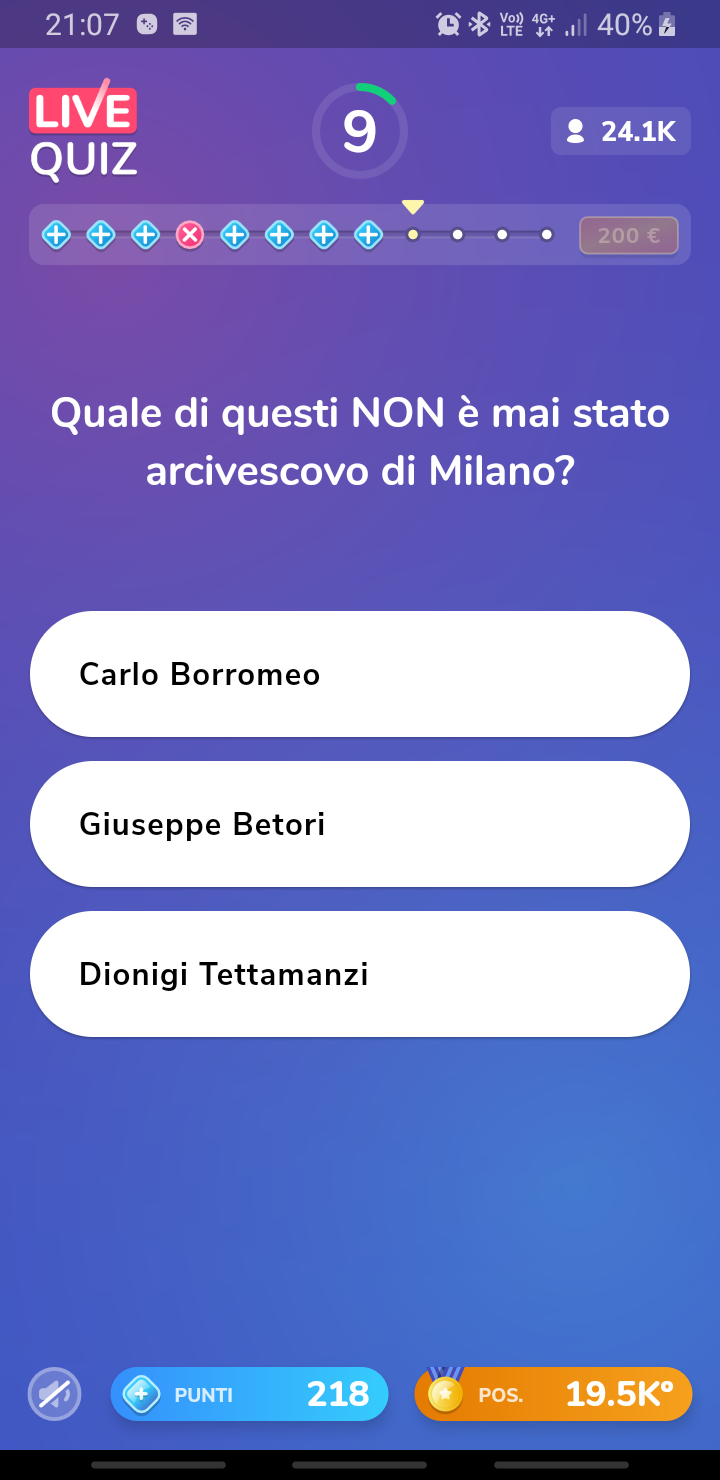 21:07
Vo)) LTE 4G+ 40%
LIVE
QUIZ
9
24.1K
200 €
Quale di questi NON è mai stato
arcivescovo di Milano?
Carlo Borromeo
Giuseppe Betori
Dionigi Tettamanzi
PUNTI 218
POS. 19.5K°